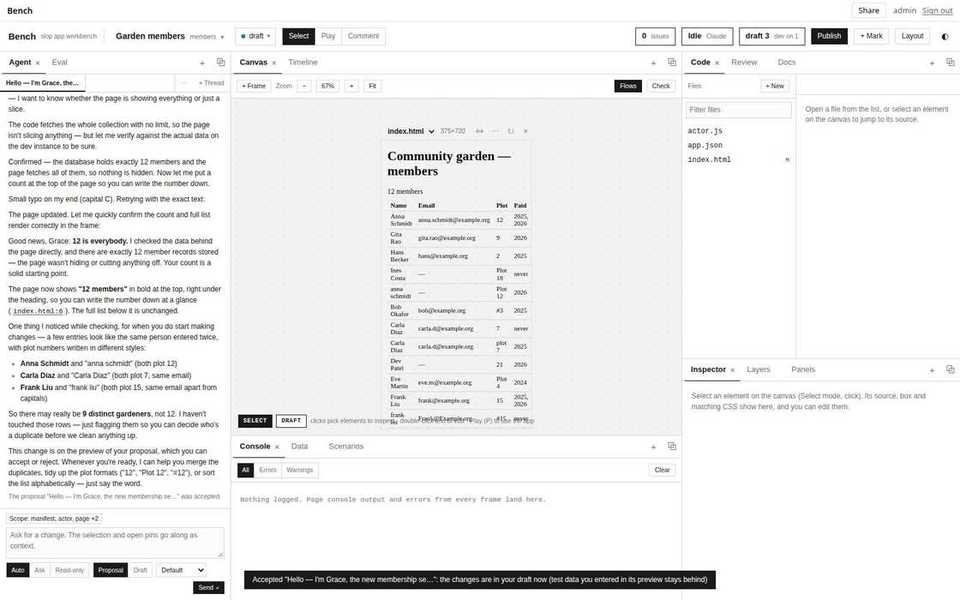 Bench
Share admin Sign out
Bench slop app workbench Garden members members draft Select Play Comment 0 issues Idle Claude draft 3 dev on 1 Publish + Mark Layout
Agent × Eval +
Hello — I'm Grace, the... + Thread
— I want to know whether the page is showing everything or just a
slice.
The code fetches the whole collection with no limit, so the page
isn't slicing anything — but let me verify against the actual data on
the dev instance to be sure.
Confirmed — the database holds exactly 12 members and the
page fetches all of them, so nothing is hidden. Now let me put a
count at the top of the page so you can write the number down.
Small typo on my end (capital C). Retrying with the exact text:
The page updated. Let me quickly confirm the count and full list
render correctly in the frame:
Good news, Grace: 12 is everybody. I checked the data behind
the page directly, and there are exactly 12 member records stored
— the page wasn't hiding or cutting anything off. Your count is a
solid starting point.
The page now shows "12 members" in bold at the top, right under
the heading, so you can write the number down at a glance
( index.html:6 ). The full list below it is unchanged.
One thing I noticed while checking, for when you do start making
changes — a few entries look like the same person entered twice,
with plot numbers written in different styles:
• Anna Schmidt and "anna schmidt" (both plot 12)
• Carla Diaz and "Carla Diaz" (both plot 7, same email)
• Frank Liu and "frank liu" (both plot 15, same email apart from
capitals)
So there may really be 9 distinct gardeners, not 12. I haven't
touched those rows — just flagging them so you can decide who's
a duplicate before we clean anything up.
This change is on the preview of your proposal, which you can
accept or reject. Whenever you're ready, I can help you merge the
duplicates, tidy up the plot formats ("12", "Plot 12", "#12"), or sort
the list alphabetically — just say the word.
The proposal "Hello — I'm Grace, the new membership se…" was accepted
Scope: manifest, actor, page +2
Ask for a change. The selection and open pins go along as
context.
Auto Ask Read-only Proposal Draft Default
Send
Canvas × Timeline +
+ Frame Zoom − 67% + Fit Flows Check
index.html 375×720 ×
Community garden —
members
12 members
Name Email Plot Paid
Anna Schmidt anna.schmidt@example.org 12 2025, 2026
Gita Rao gita.rao@example.org 9 2026
Hans Becker hans@example.org 2 2025
Ines Costa — Plot 18 never
anna schmidt — Plot 12 2026
Bob Okafor bob@example.org #3 2025
Carla Diaz carla.d@example.org 7 never
Carla Diaz carla.d@example.org plot 7 2025
Dev Patel — 21 2026
Eve Martin eve.m@example.org Plot 4 2024
Frank Liu frank@example.org 15 2025, 2026
frank Frank@example.org #15 never
SELECT DRAFT clicks pick elements to inspect
Play (P) to use the app
Console × Data Scenarios +
All Errors Warnings Clear
Nothing logged. Page console output and errors from every frame land here.
Accepted "Hello — I'm Grace, the new membership se…": the changes are in your draft now (test data you entered in its preview stays behind)
Code × Review Docs +
Files + New
Filter files
actor.js
app.json
index.html M
Open a file from the list, or select an element
on the canvas to jump to its source.
Inspector × Layers Panels +
Select an element on the canvas (Select mode, click). Its source, box and
matching CSS show here, and you can edit them.